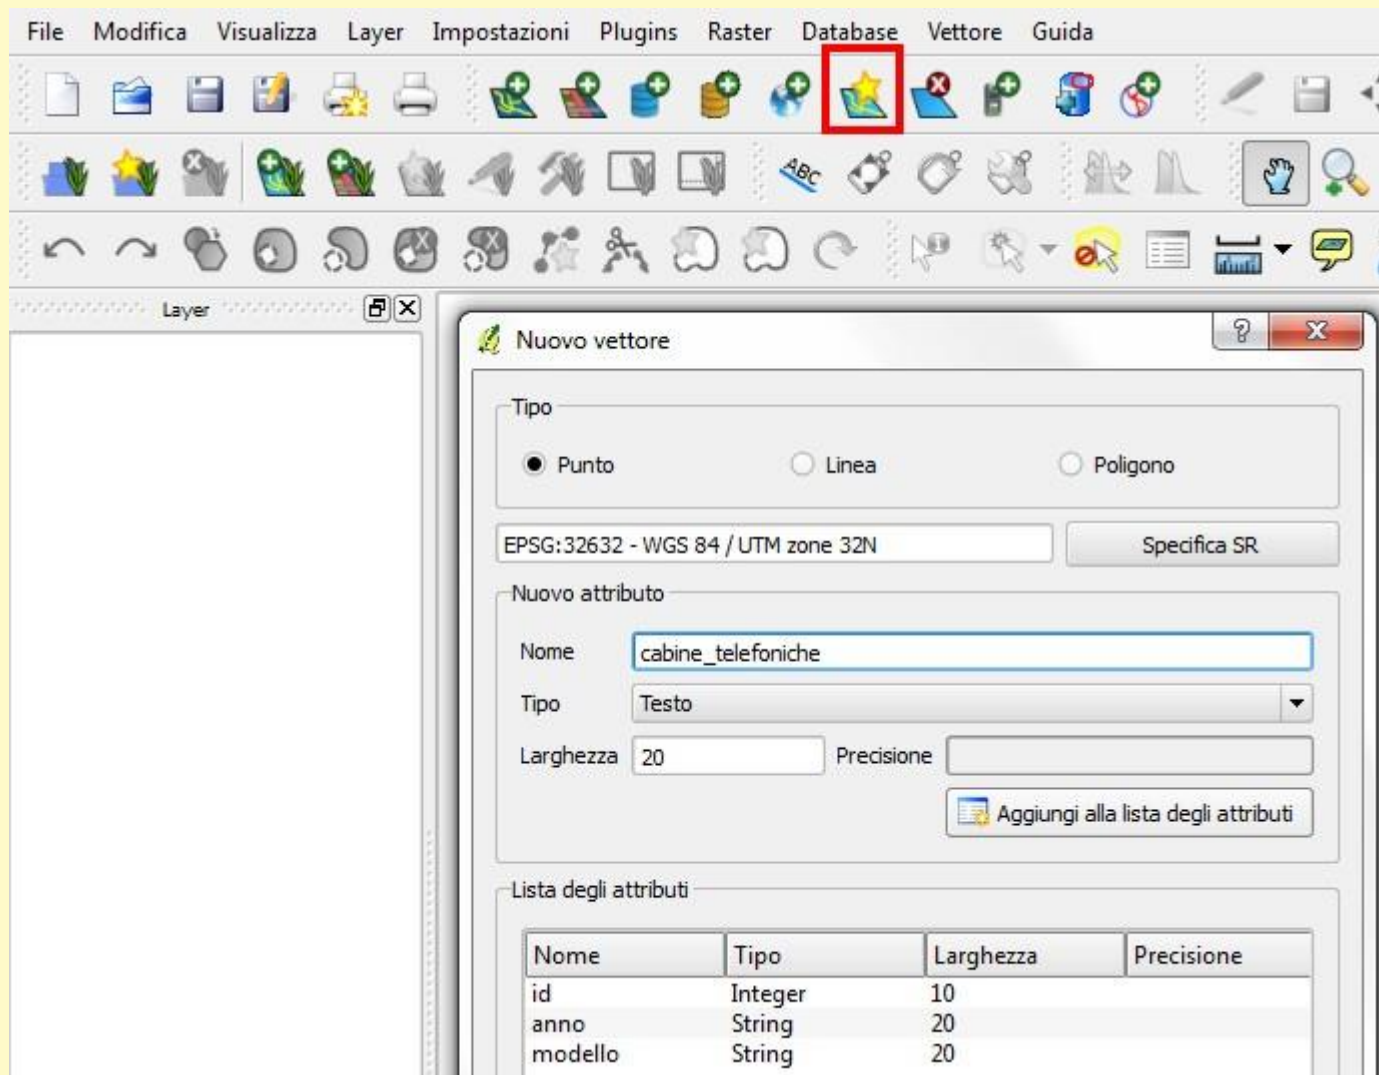 File Modifica Visualizza Layer Impostazioni Plugins Raster Database Vettore Guida
ABC
Layer
Nuovo vettore
Tipo
Punto Linea Poligono
EPSG:32632 - WGS 84 / UTM zone 32N Specifica SR
Nuovo attributo
Nome cabine_telefoniche
Tipo Testo
Larghezza 20 Precisione
Aggiungi alla lista degli attributi
Lista degli attributi
Nome Tipo Larghezza Precisione
id Integer 10
anno String 20
modello String 20